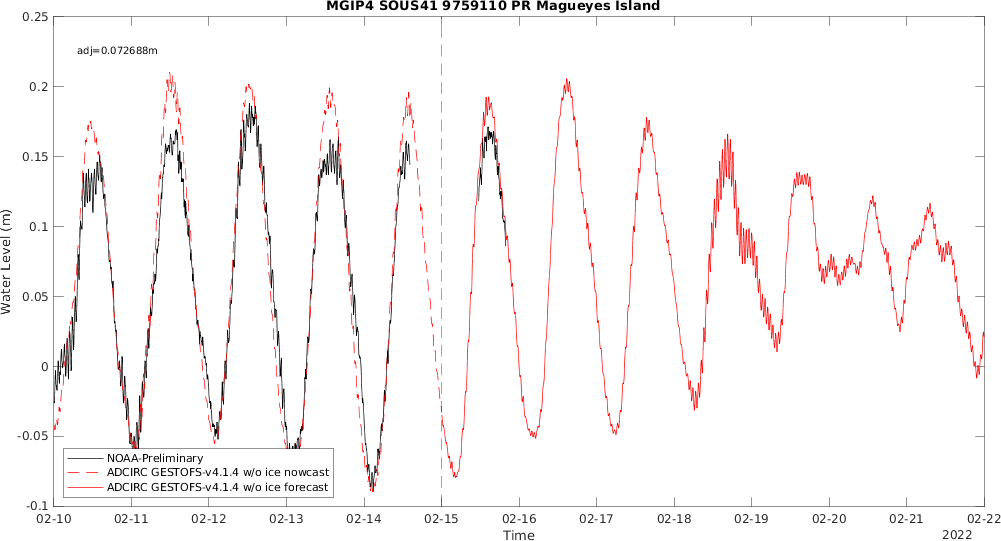 MGIP4 SOUS41 9759110 PR Magueyes Island
adj=0.072688m
0.25
0.2
0.15
0.1
0.05
0
-0.05
-0.1
Water Level (m)
NOAA-Preliminary
ADCIRC GESTOFS-v4.1.4 w/o ice nowcast
ADCIRC GESTOFS-v4.1.4 w/o ice forecast
02-10 02-11 02-12 02-13 02-14 02-15 02-16 02-17 02-18 02-19 02-20 02-21 02-22
Time
2022